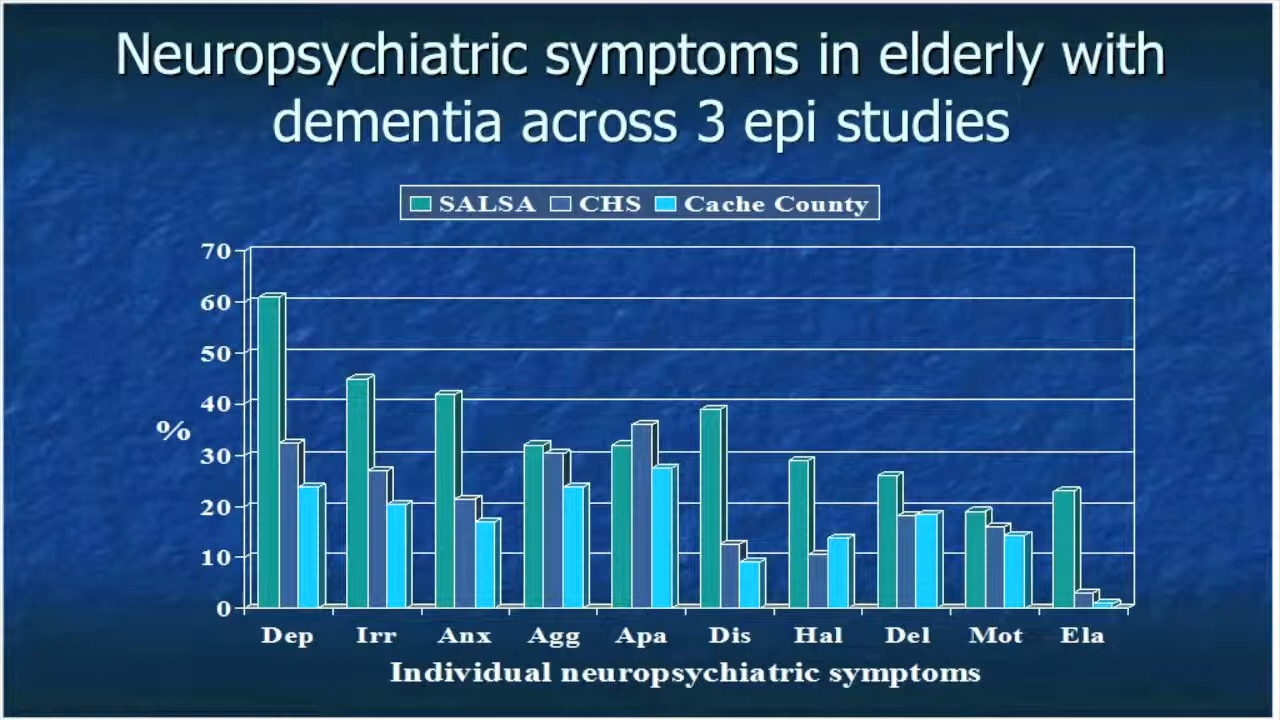 Neuropsychiatric symptoms in elderly with
dementia across 3 epi studies
SALSA CHS Cache County
70
60
50
40
30
20
10
0
%
Dep Irr Anx Agg Apa Dis Hal Del Mot Ela
Individual neuropsychiatric symptoms